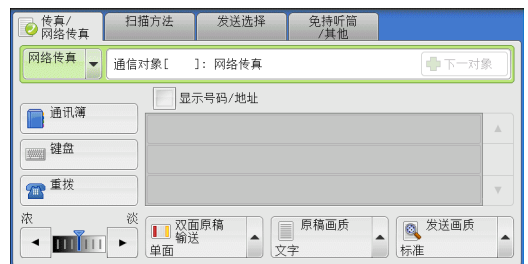 传真/
网络传真
扫描方法
发送选择
免持听筒
/其他
网络传真
通信对象[ ]: 网络传真
下一对象
显示号码/地址
通讯簿
键盘
重拨
浓 淡
双面原稿
输送
单面
原稿画质
文字
发送画质
标准